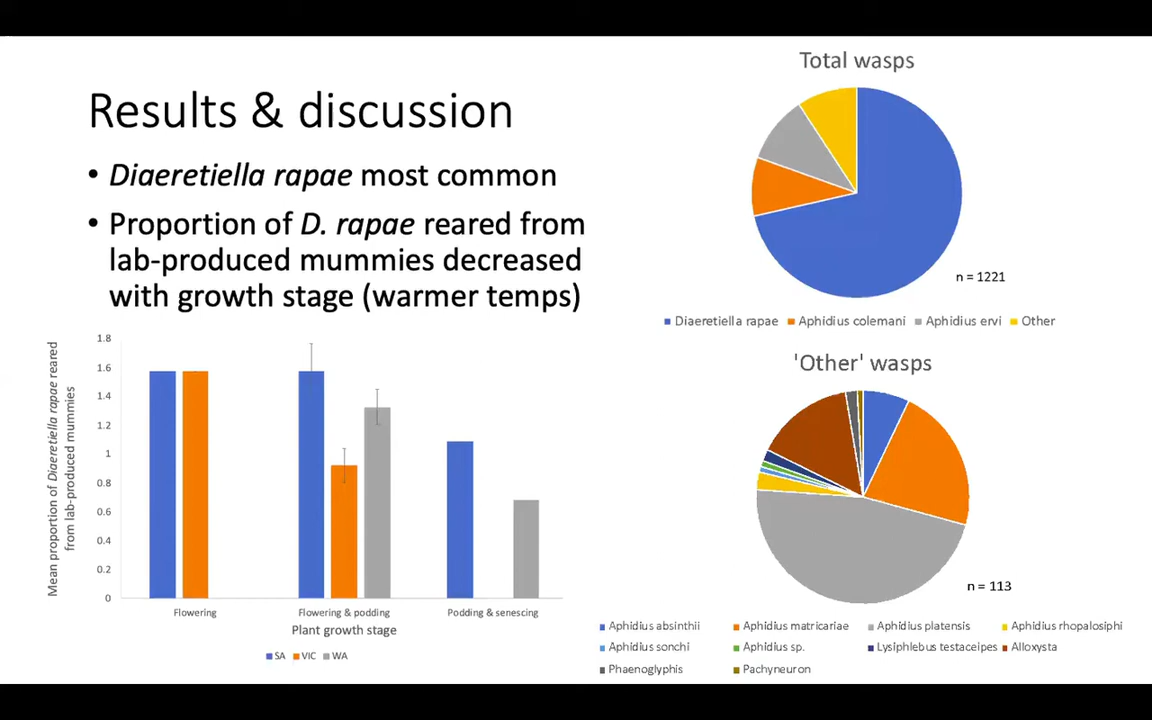 Results & discussion
• Diaeretiella rapae most common
• Proportion of D. rapae reared from
lab-produced mummies decreased
with growth stage (warmer temps)
Mean proportion of Diaeretiella rapae reared
from lab-produced mummies
1.8
1.6
1.4
1.2
1
0.8
0.6
0.4
0.2
0
Flowering
Flowering & podding
Podding & senescing
Plant growth stage
SA VIC WA
Total wasps
n = 1221
Diaeretiella rapae Aphidius colemani Aphidius ervi Other
'Other' wasps
n = 113
Aphidius absinthii Aphidius matricariae Aphidius platensis Aphidius rhopalosiphi
Aphidius sonchi Aphidius sp. Lysiphlebus testaceipes Alloxysta
Phaenoglyphis Pachyneuron